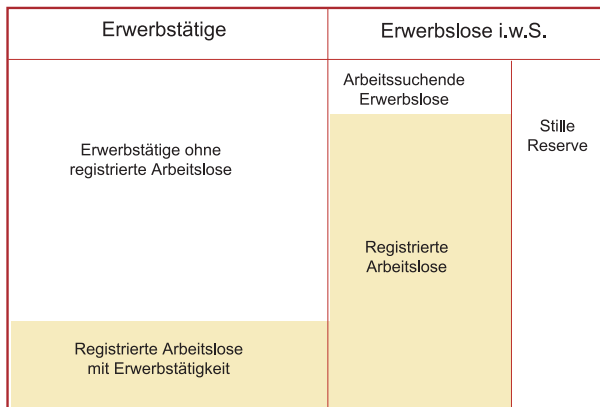 Erwerbstätige
Erwerbslose i.w.S.
Arbeitssuchende
Erwerbslose
Stille
Reserve
Erwerbstätige ohne
registrierte Arbeitslose
Registrierte
Arbeitslose
Registrierte Arbeitslose
mit Erwerbstätigkeit